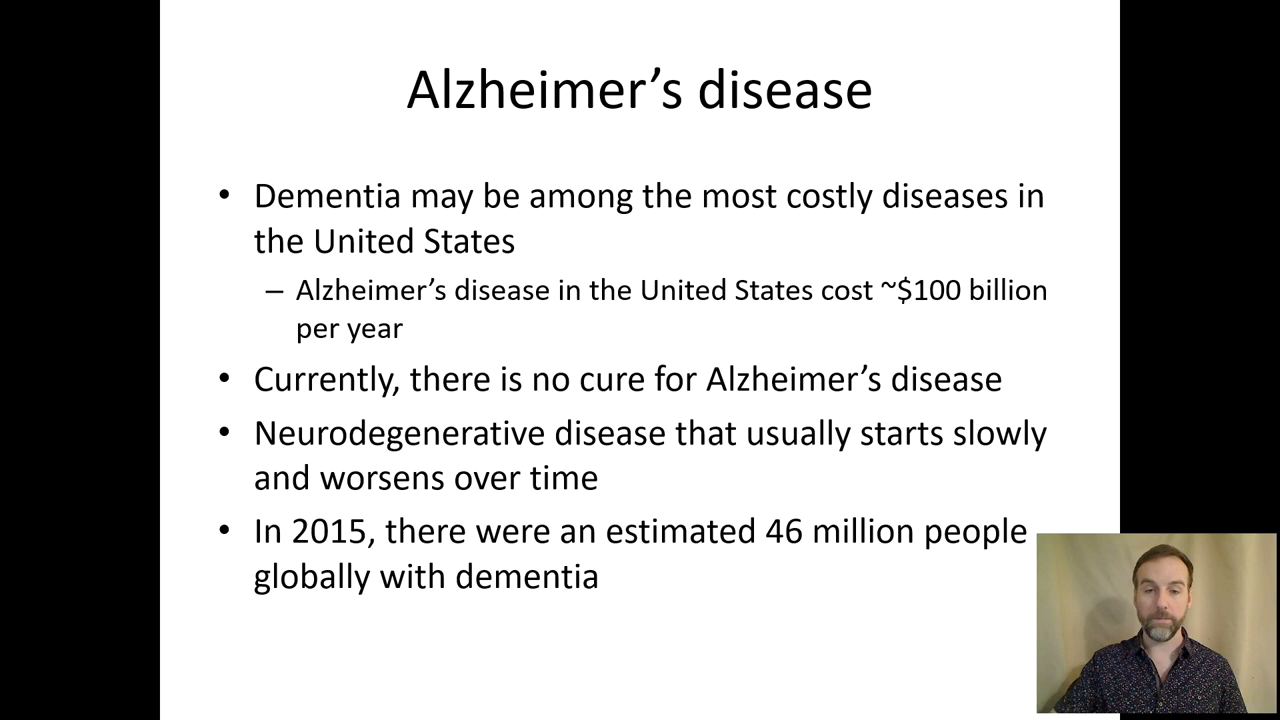 Alzheimer’s disease
• Dementia may be among the most costly diseases in
the United States
– Alzheimer’s disease in the United States cost ~$100 billion
per year
• Currently, there is no cure for Alzheimer’s disease
• Neurodegenerative disease that usually starts slowly
and worsens over time
• In 2015, there were an estimated 46 million people
globally with dementia